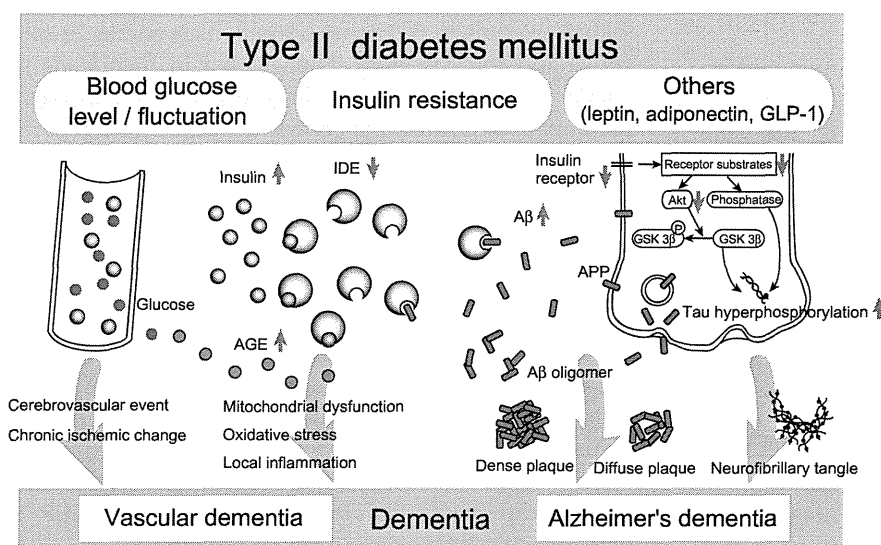 Type II diabetes mellitus
Blood glucose
level / fluctuation
Insulin resistance
Others
(leptin, adiponectin, GLP-1)
Insulin
IDE
Insulin
receptor
Receptor substrates
Akt
Phosphatase
Aβ
P
GSK 3β
GSK 3β
APP
Glucose
Tau hyperphosphorylation
AGE
Aβ oligomer
Cerebrovascular event
Chronic ischemic change
Mitochondrial dysfunction
Oxidative stress
Local inflammation
Dense plaque
Diffuse plaque
Neurofibrillary tangle
Vascular dementia
Dementia
Alzheimer's dementia